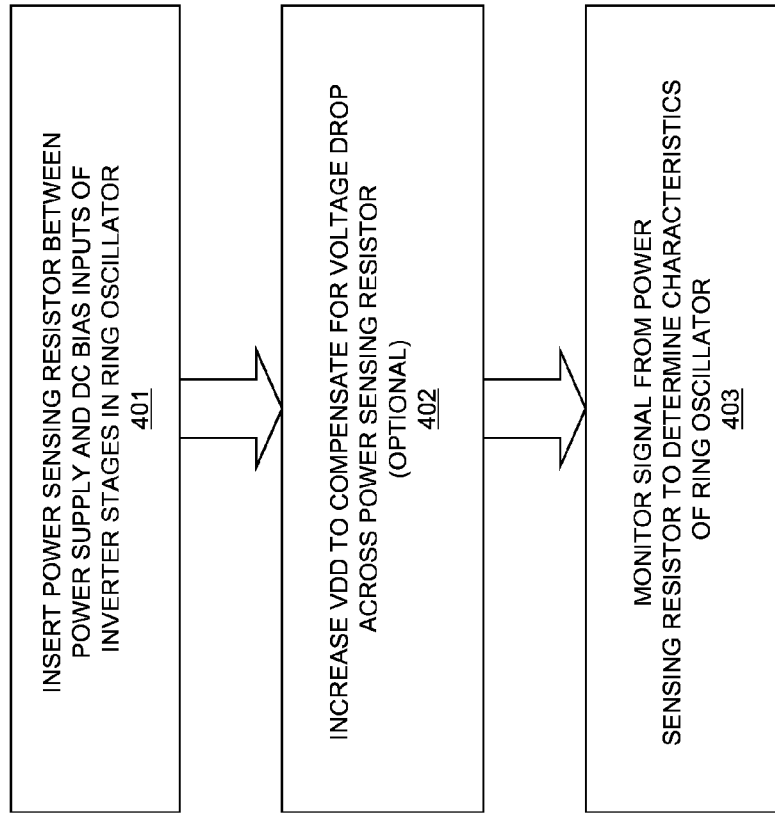 INSERT POWER SENSING RESISTOR BETWEEN
POWER SUPPLY AND DC BIAS INPUTS OF
INVERTER STAGES IN RING OSCILLATOR
401
INCREASE VDD TO COMPENSATE FOR VOLTAGE DROP
ACROSS POWER SENSING RESISTOR
(OPTIONAL)
402
MONITOR SIGNAL FROM POWER
SENSING RESISTOR TO DETERMINE CHARACTERISTICS
OF RING OSCILLATOR
403